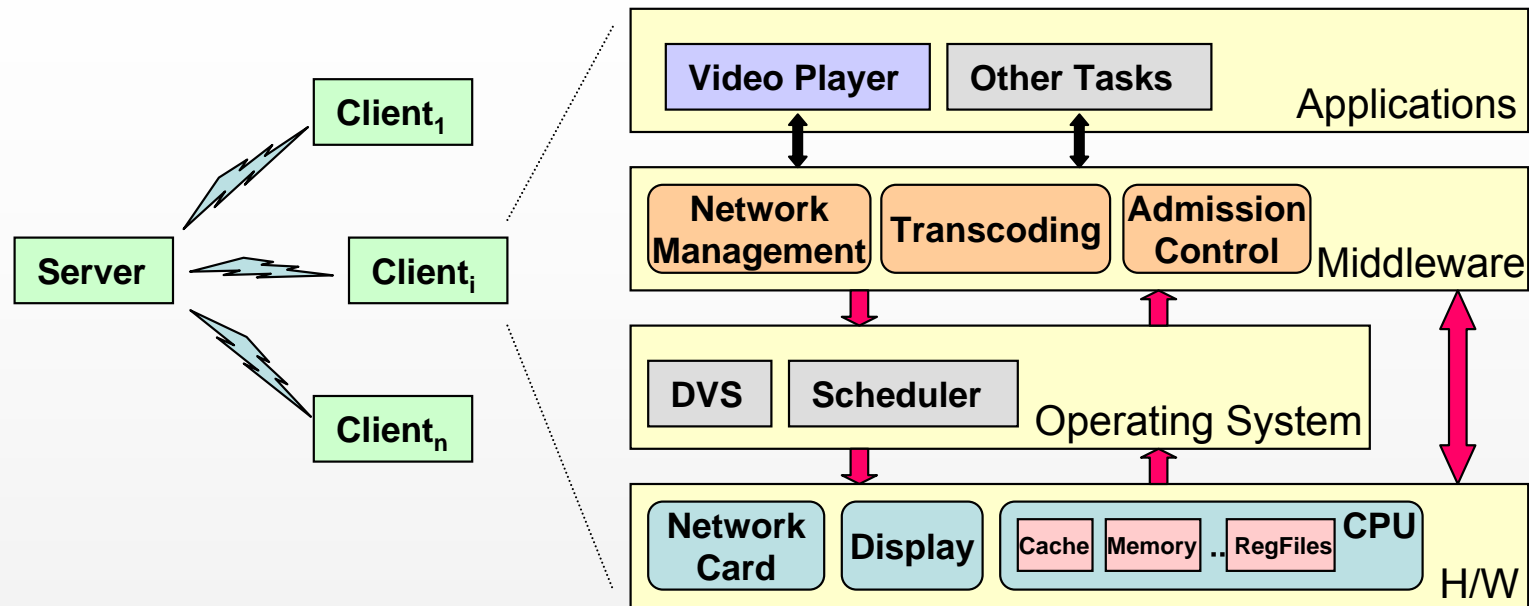 Client1
Server
Clienti
Clientn
Video Player
Other Tasks
Applications
Network
Management
Transcoding
Admission
Control
Middleware
DVS
Scheduler
Operating System
Network
Card
Display
Cache
Memory
..
RegFiles
CPU
H/W